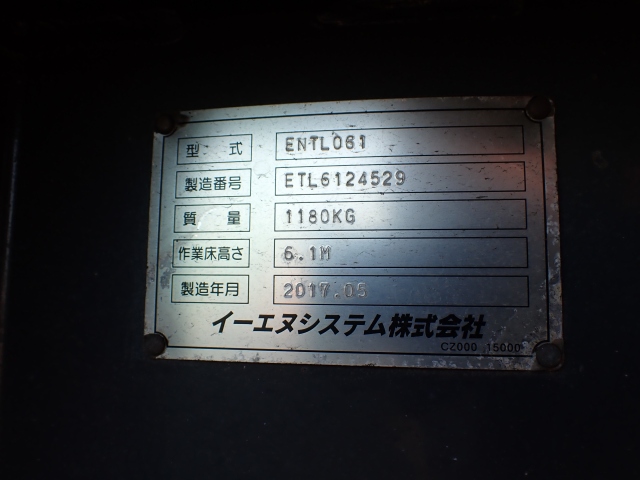 型式 ENTL061
製造番号 ETL6124529
質量 1180KG
作業床高さ 6.1M
製造年月 2017.05
イーエヌシステム株式会社
CZ000 15000